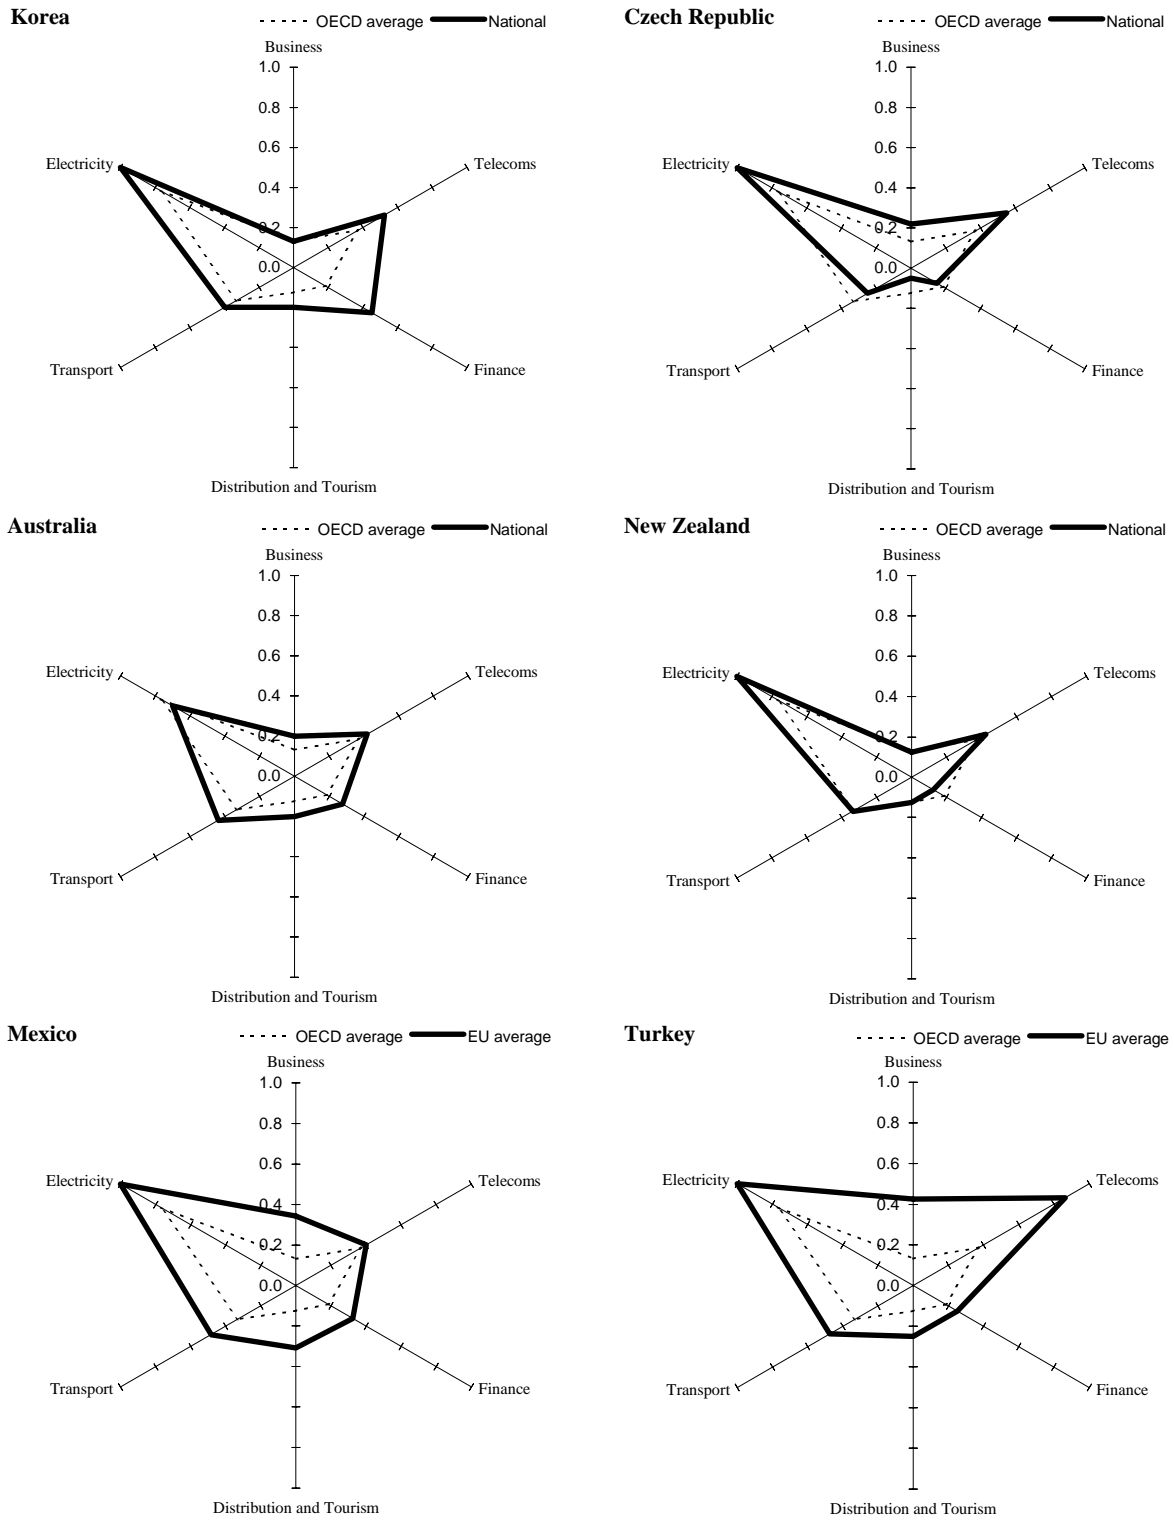 Korea
OECD average National
Business
1.0
0.8
0.6
Electricity Telecoms
0.4
0.2
0.0
Transport Finance
Distribution and Tourism
Czech Republic
OECD average National
Business
1.0
0.8
0.6
Electricity Telecoms
0.4
0.2
0.0
Transport Finance
Distribution and Tourism
Australia
OECD average National
Business
1.0
0.8
0.6
Electricity Telecoms
0.4
0.2
0.0
Transport Finance
Distribution and Tourism
New Zealand
OECD average National
Business
1.0
0.8
0.6
Electricity Telecoms
0.4
0.2
0.0
Transport Finance
Distribution and Tourism
Mexico
OECD average EU average
Business
1.0
0.8
0.6
Electricity Telecoms
0.4
0.2
0.0
Transport Finance
Distribution and Tourism
Turkey
OECD average EU average
Business
1.0
0.8
0.6
Electricity Telecoms
0.4
0.2
0.0
Transport Finance
Distribution and Tourism